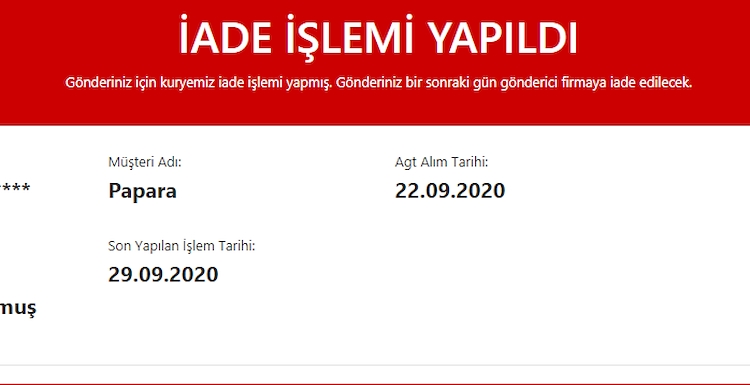 İADE İŞLEMİ YAPILDI
Gönderiniz için kuryemiz iade işlemi yapmış. Gönderiniz bir sonraki gün gönderici firmaya iade edilecek.
Müşteri Adı:
Agt Alım Tarihi:
****
Papara
22.09.2020
Son Yapılan İşlem Tarihi:
29.09.2020
muş